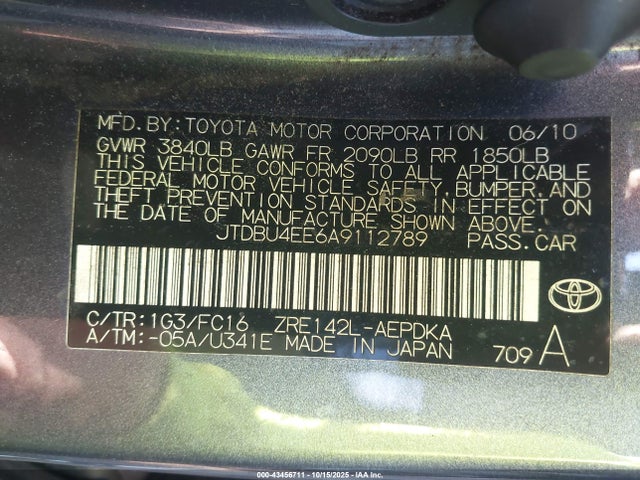 MFD.BY:TOYOTA MOTOR CORPORATION 06/10
GVWR 3840LB GAWR FR 2090LB RR 1850LB
THIS VEHICLE CONFORMS TO ALL APPLICABLE
FEDERAL MOTOR VEHICLE SAFETY, BUMPER, AND
THEFT PREVENTION STANDARDS IN EFFECT ON
THE DATE OF MANUFACTURE SHOWN ABOVE.
JTDBU4EE6A9112789 PASS.CAR
C/TR:1G3/FC16 ZRE142L-AEPDKA
A/TM:-05A/U341E MADE IN JAPAN 709 A
TOYOTA
000-43456711 - 10/15/2025 - IAA Inc.